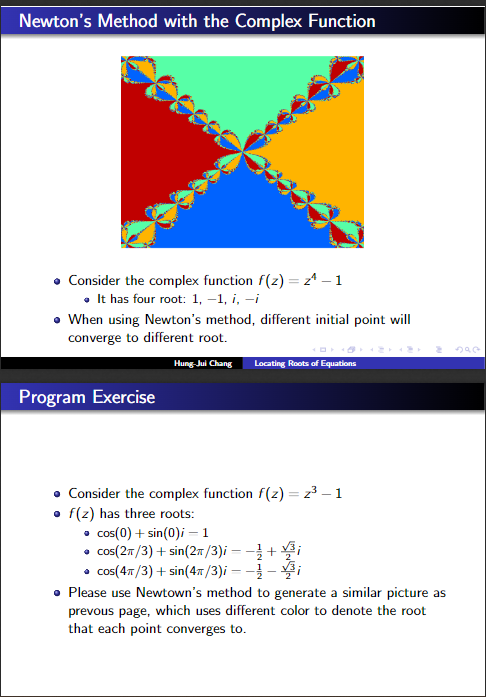 Newton's Method with the Complex Function
Consider the complex function f(z) = z⁴ − 1
It has four root: 1, −1, i, −i
When using Newton's method, different initial point will
converge to different root.
Hung-Jui Chang Locating Roots of Equations
Program Exercise
Consider the complex function f(z) = z³ − 1
f(z) has three roots:
cos(0) + sin(0)i = 1
cos(2π/3) + sin(2π/3)i = −1/2 + √3/2 i
cos(4π/3) + sin(4π/3)i = −1/2 − √3/2 i
Please use Newtown's method to generate a similar picture as
prevous page, which uses different color to denote the root
that each point converges to.